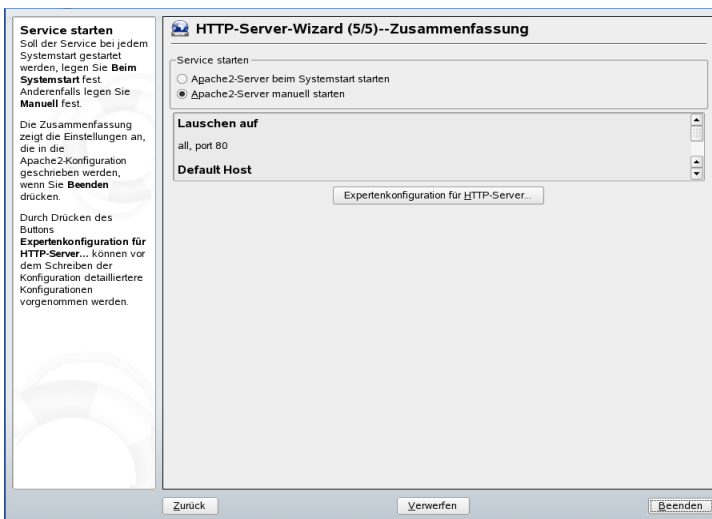 Service starten
Soll der Service bei jedem
Systemstart gestartet
werden, legen Sie Beim
Systemstart fest.
Anderenfalls legen Sie
Manuell fest.
Die Zusammenfassung
zeigt die Einstellungen an,
die in die
Apache2-Konfiguration
geschrieben werden,
wenn Sie Beenden
drücken.
Durch Drücken des
Buttons
Expertenkonfiguration für
HTTP-Server... können vor
dem Schreiben der
Konfiguration detailliertere
Konfigurationen
vorgenommen werden.
HTTP-Server-Wizard (5/5)--Zusammenfassung
Service starten
Apache2-Server beim Systemstart starten
Apache2-Server manuell starten
Lauschen auf
all, port 80
Default Host
Expertenkonfiguration für HTTP-Server...
Zurück
Verwerfen
Beenden